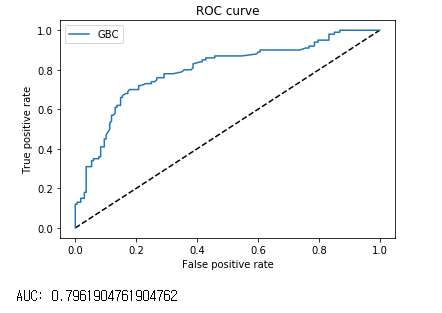 ROC curve
GBC
True positive rate
1.0
0.8
0.6
0.4
0.2
0.0
0.0 0.2 0.4 0.6 0.8 1.0
False positive rate
AUC: 0.7961904761904762